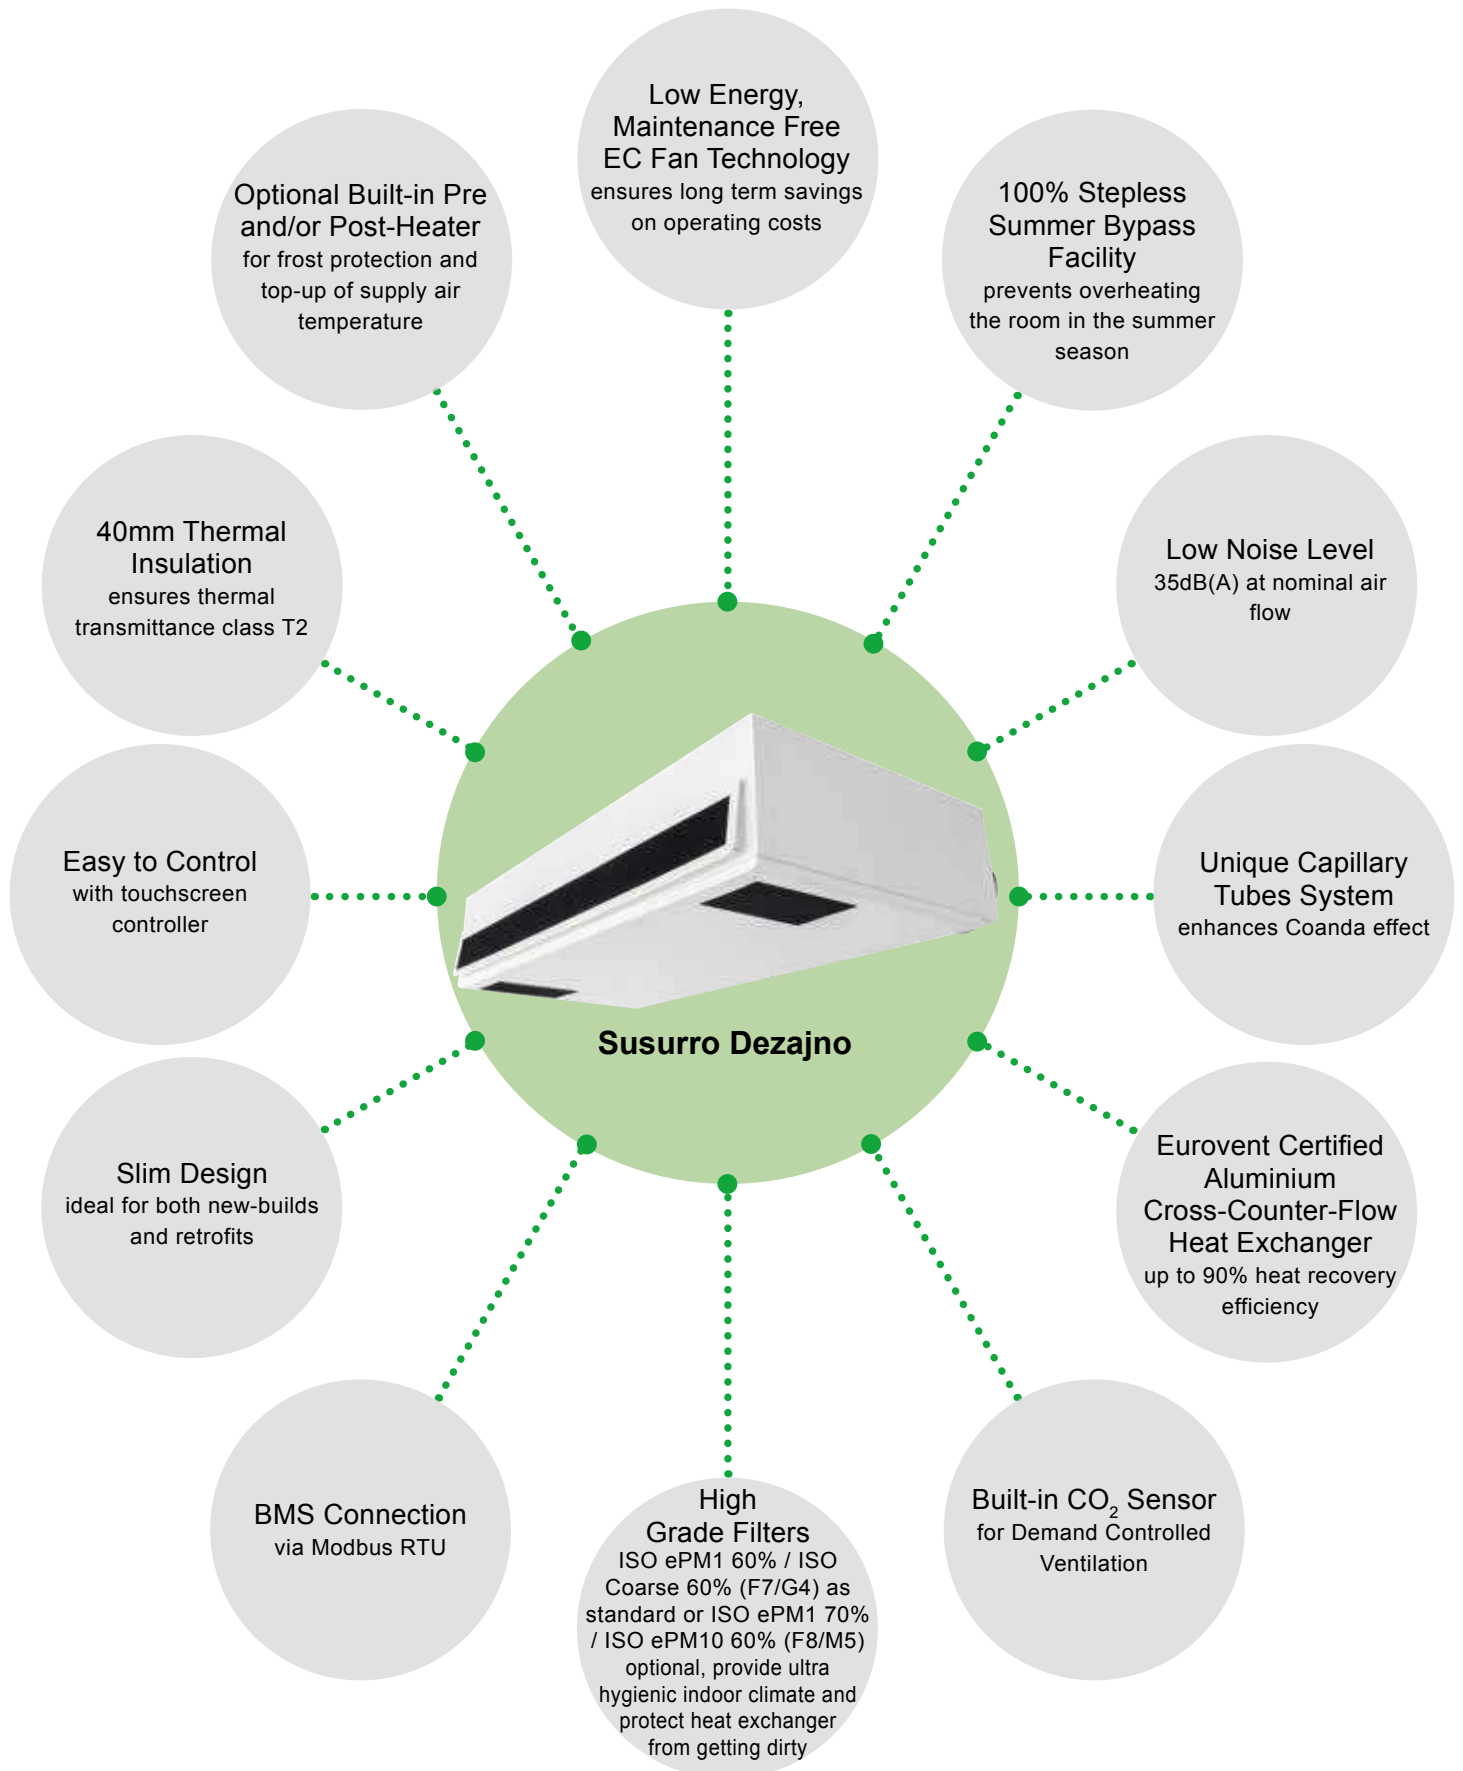 Low Energy,
Maintenance Free
EC Fan Technology
ensures long term savings
on operating costs
100% Stepless
Summer Bypass
Facility
prevents overheating
the room in the summer
season
Low Noise Level
35dB(A) at nominal air
flow
Unique Capillary
Tubes System
enhances Coanda effect
Eurovent Certified
Aluminium
Cross-Counter-Flow
Heat Exchanger
up to 90% heat recovery
efficiency
Built-in CO₂ Sensor
for Demand Controlled
Ventilation
High
Grade Filters
ISO ePM1 60% / ISO
Coarse 60% (F7/G4) as
standard or ISO ePM1 70%
/ ISO ePM10 60% (F8/M5)
optional, provide ultra
hygienic indoor climate and
protect heat exchanger
from getting dirty
BMS Connection
via Modbus RTU
Slim Design
ideal for both new-builds
and retrofits
Easy to Control
with touchscreen
controller
40mm Thermal
Insulation
ensures thermal
transmittance class T2
Optional Built-in Pre
and/or Post-Heater
for frost protection and
top-up of supply air
temperature
Susurro Dezajno